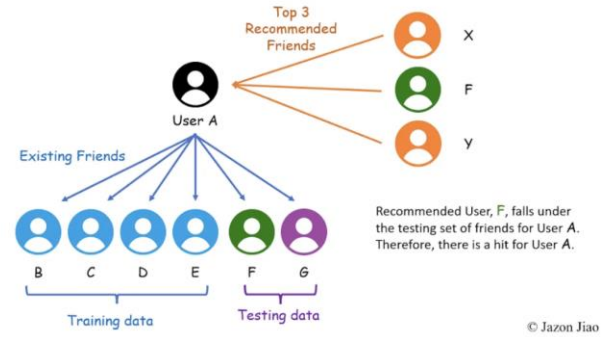 Top 3
Recommended
Friends
X
F
Y
User A
Existing Friends
B C D E F G
Training data
Testing data
Recommended User, F, falls under
the testing set of friends for User A.
Therefore, there is a hit for User A.
© Jazon Jiao